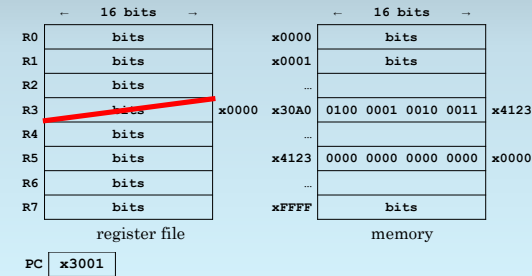 ← 16 bits → ← 16 bits →
R0 bits x0000 bits
R1 bits x0001 bits
R2 bits …
R3 bits x0000 x30A0 0100 0001 0010 0011 x4123
R4 bits …
R5 bits x4123 0000 0000 0000 0000 x0000
R6 bits …
R7 bits xFFFF bits
register file memory
PC x3001